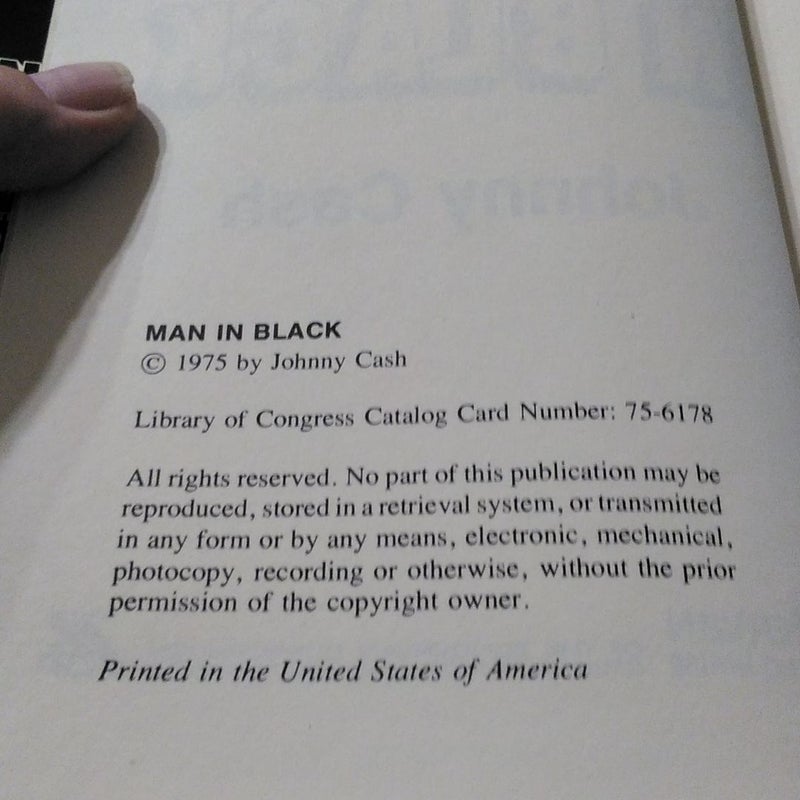 MAN IN BLACK
© 1975 by Johnny Cash
Library of Congress Catalog Card Number: 75-6178
All rights reserved. No part of this publication may be
reproduced, stored in a retrieval system, or transmitted
in any form or by any means, electronic, mechanical,
photocopy, recording or otherwise, without the prior
permission of the copyright owner.
Printed in the United States of America